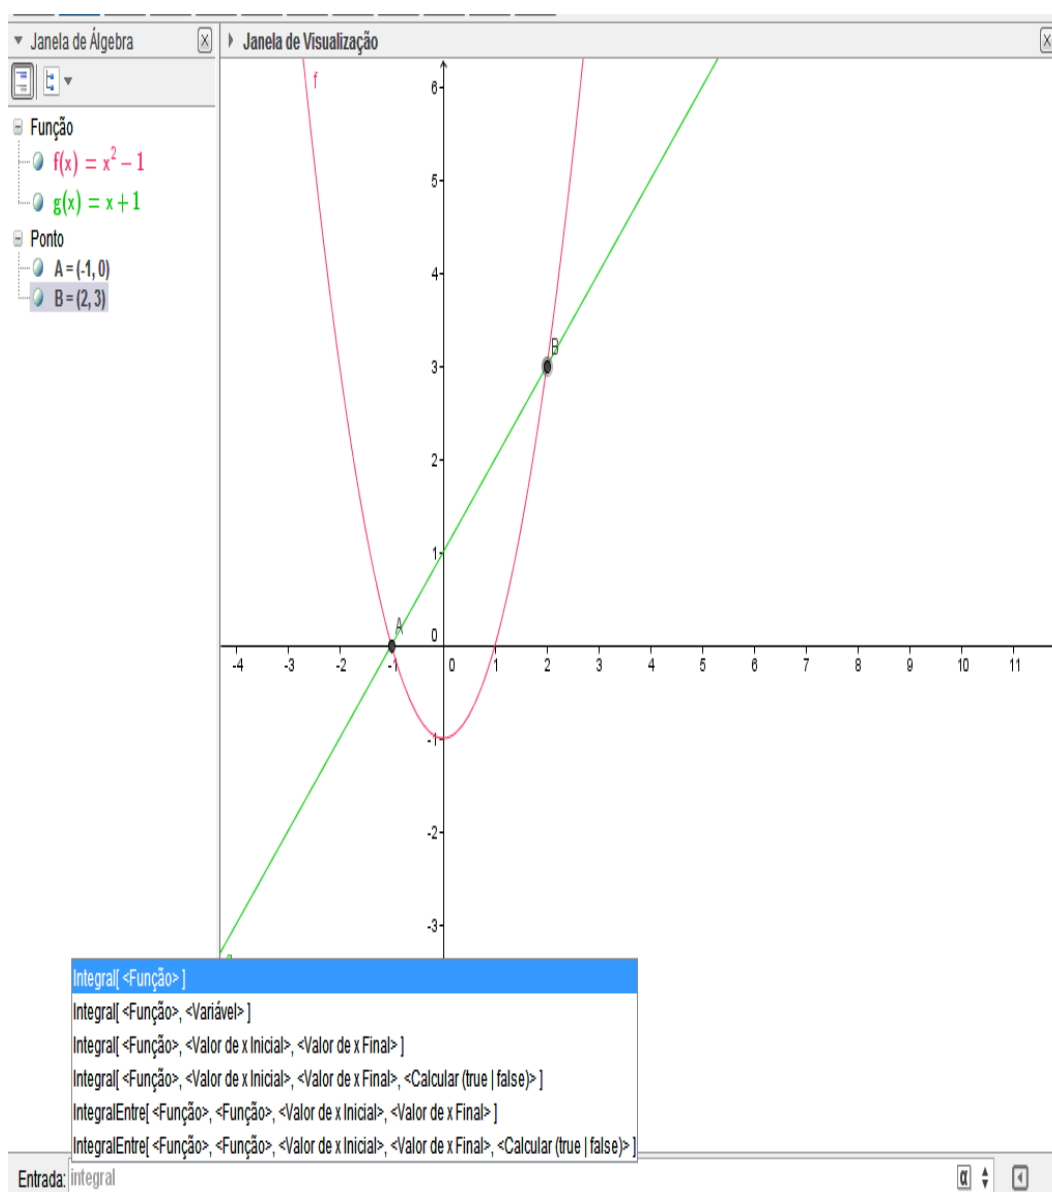 Janela de Álgebra
Janela de Visualização
Função
f(x) = x² − 1
g(x) = x + 1
Ponto
A = (-1, 0)
B = (2, 3)
f
6
5
4
B
3
2
1
A
0
-4 -3 -2 -1 0 1 2 3 4 5 6 7 8 9 10 11
-1
-2
-3
Integral[ <Função> ]
Integral[ <Função>, <Variável> ]
Integral[ <Função>, <Valor de x Inicial>, <Valor de x Final> ]
Integral[ <Função>, <Valor de x Inicial>, <Valor de x Final>, <Calcular (true | false)> ]
IntegralEntre[ <Função>, <Função>, <Valor de x Inicial>, <Valor de x Final> ]
IntegralEntre[ <Função>, <Função>, <Valor de x Inicial>, <Valor de x Final>, <Calcular (true | false)> ]
Entrada: integral
α